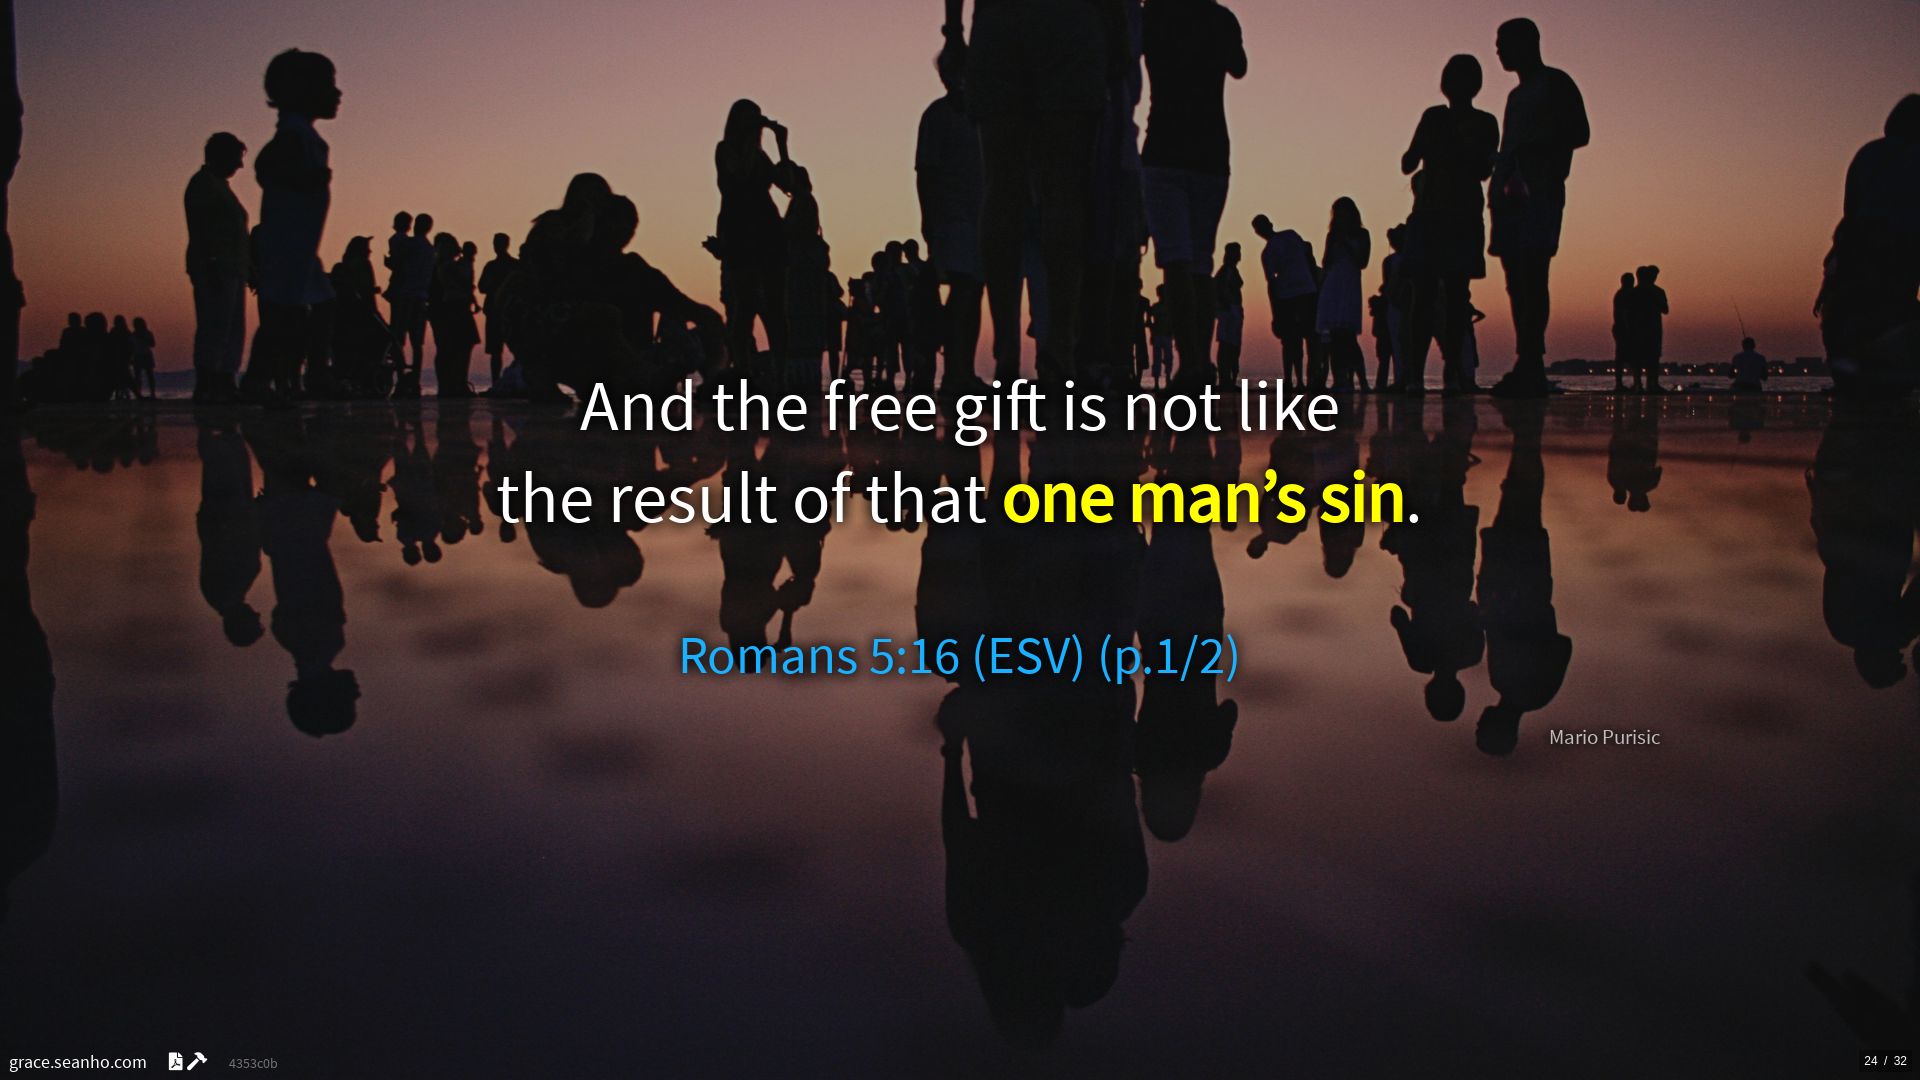 And the free gift is not like
the result of that one man’s sin.
Romans 5:16 (ESV) (p.1/2)
Mario Purisic
grace.seanho.com 4353c0b
24 / 32